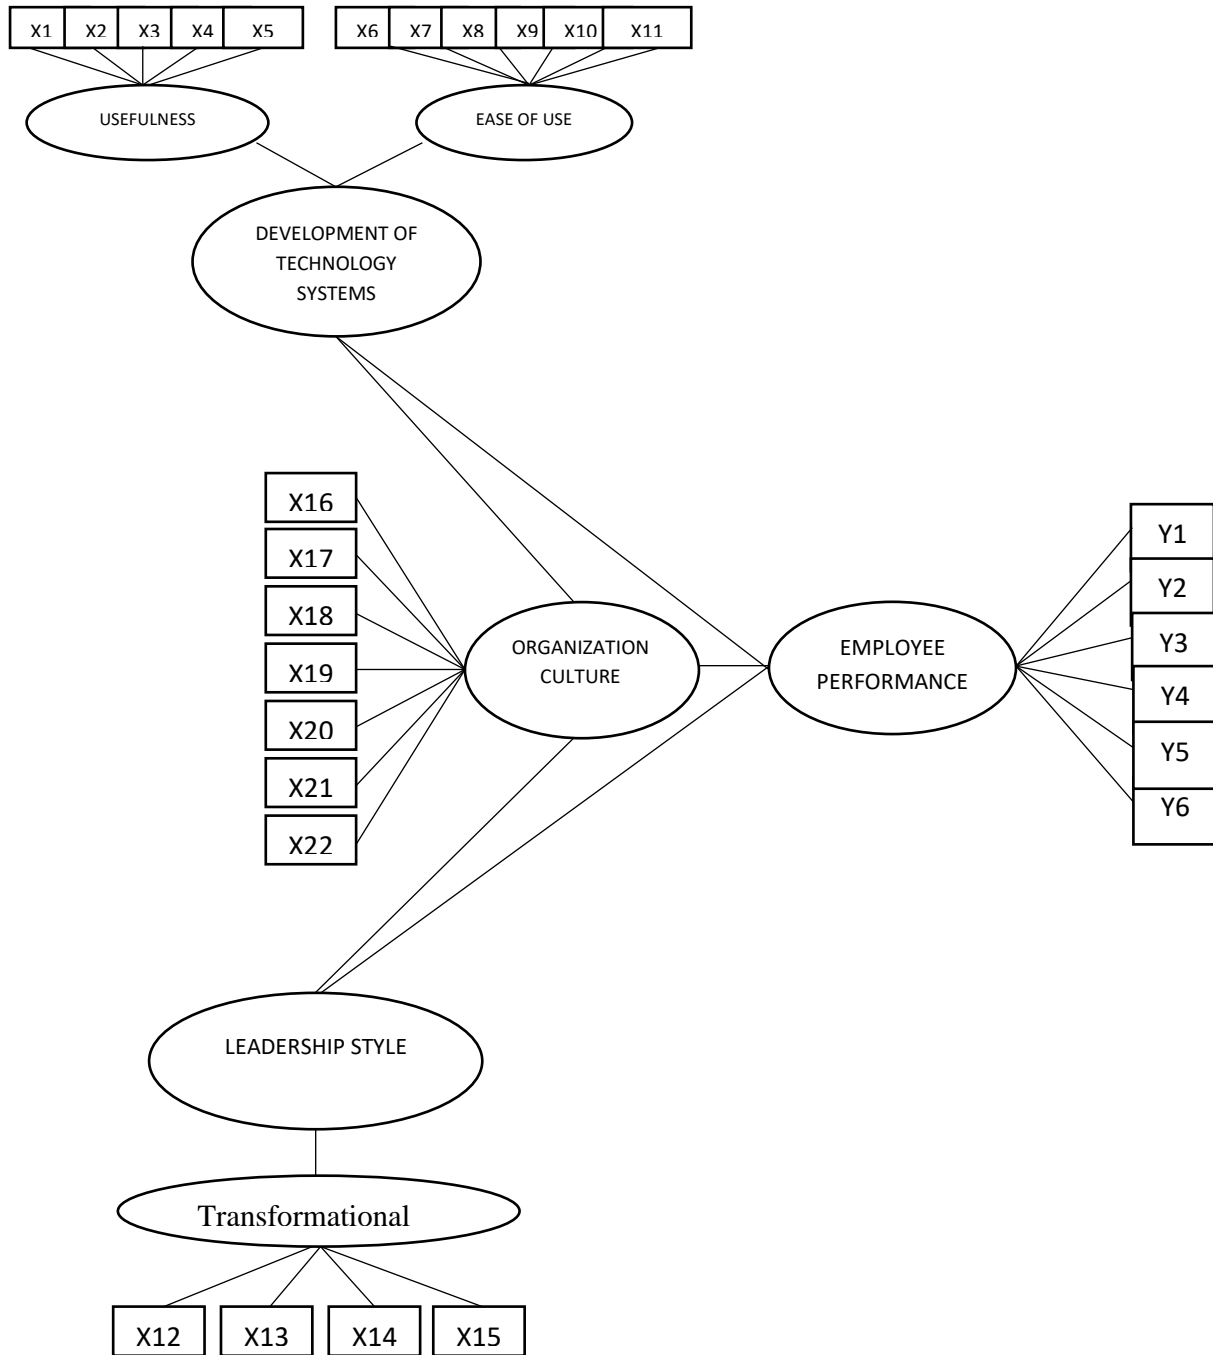 X1 X2 X3 X4 X5 X6 X7 X8 X9 X10 X11
USEFULNESS
EASE OF USE
DEVELOPMENT OF
TECHNOLOGY
SYSTEMS
X16
X17
X18
X19
X20
X21
X22
ORGANIZATION
CULTURE
EMPLOYEE
PERFORMANCE
Y1
Y2
Y3
Y4
Y5
Y6
LEADERSHIP STYLE
Transformational
X12 X13 X14 X15